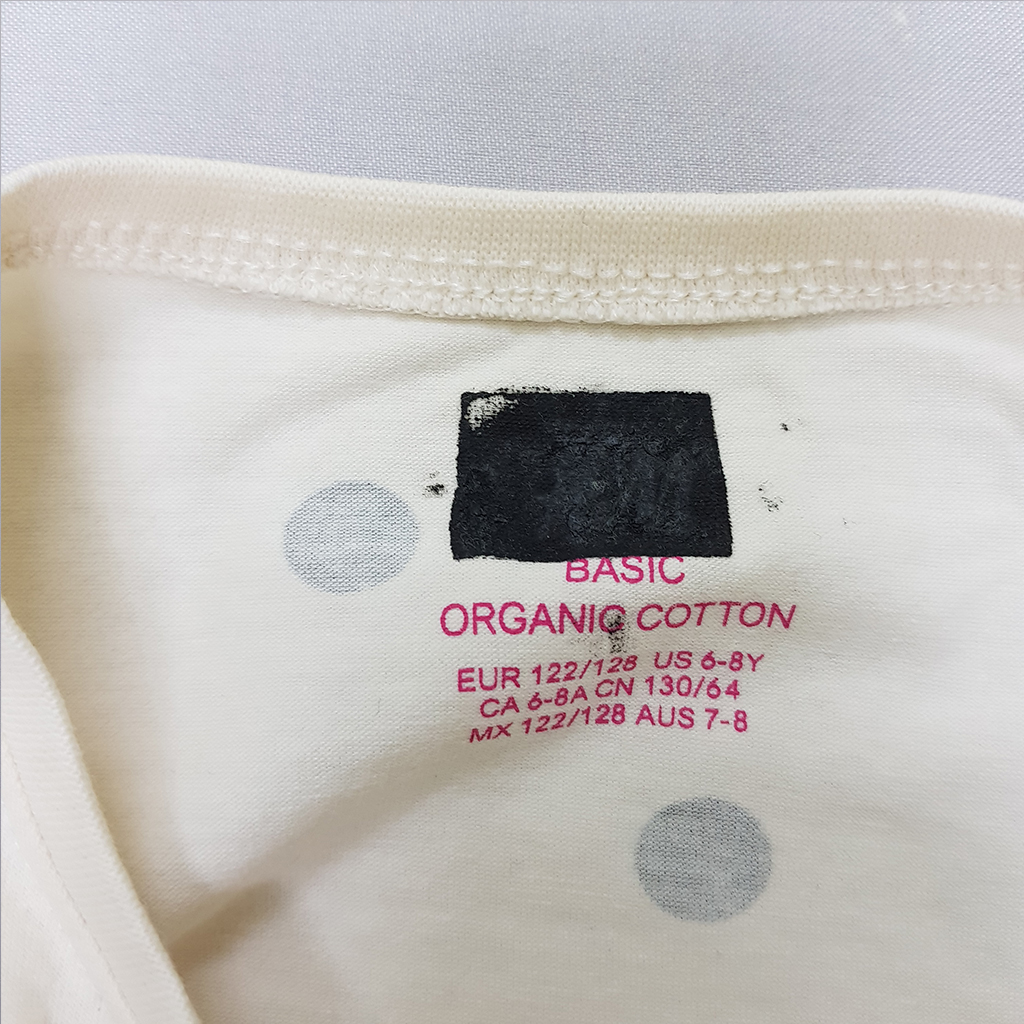 BASIC
ORGANIC COTTON
EUR 122/128 US 6-8Y
CA 6-8A CN 130/64
MX 122/128 AUS 7-8